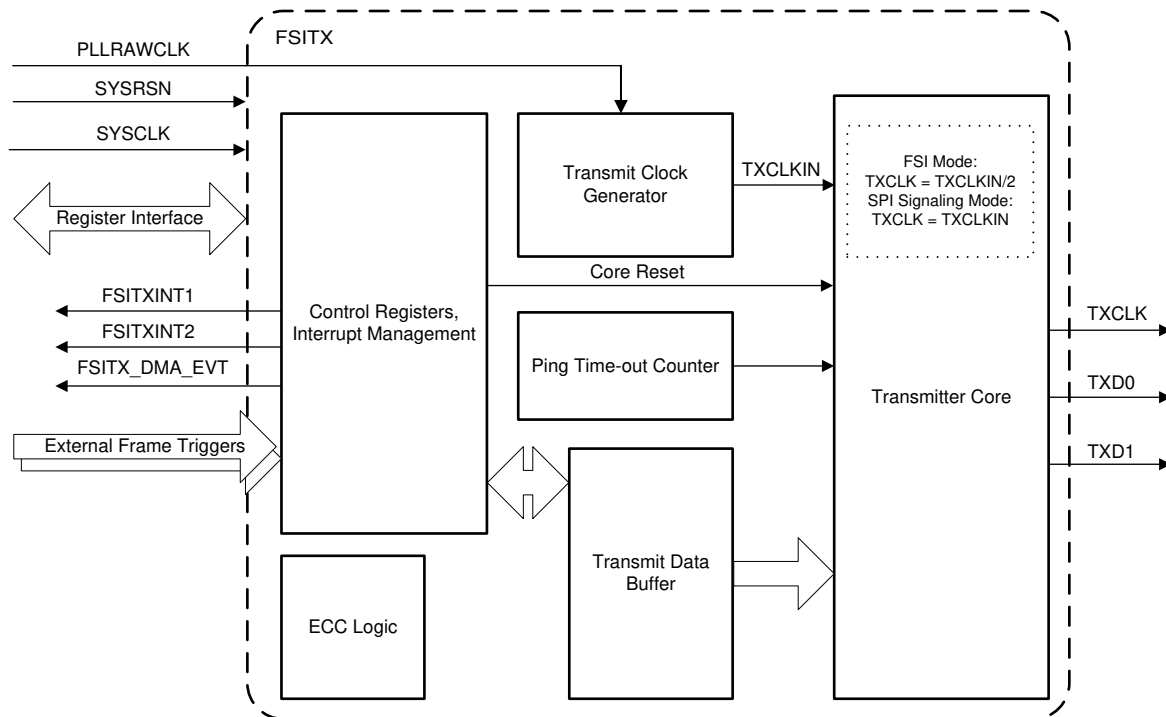 FSITX
PLLRAWCLK
SYSRSN
SYSCLK
Register Interface
FSITXINT1
FSITXINT2
FSITX_DMA_EVT
External Frame Triggers
Control Registers,
Interrupt Management
ECC Logic
Transmit Clock
Generator
TXCLKIN
Core Reset
Ping Time-out Counter
Transmit Data
Buffer
FSI Mode:
TXCLK = TXCLKIN/2
SPI Signaling Mode:
TXCLK = TXCLKIN
Transmitter Core
TXCLK
TXD0
TXD1